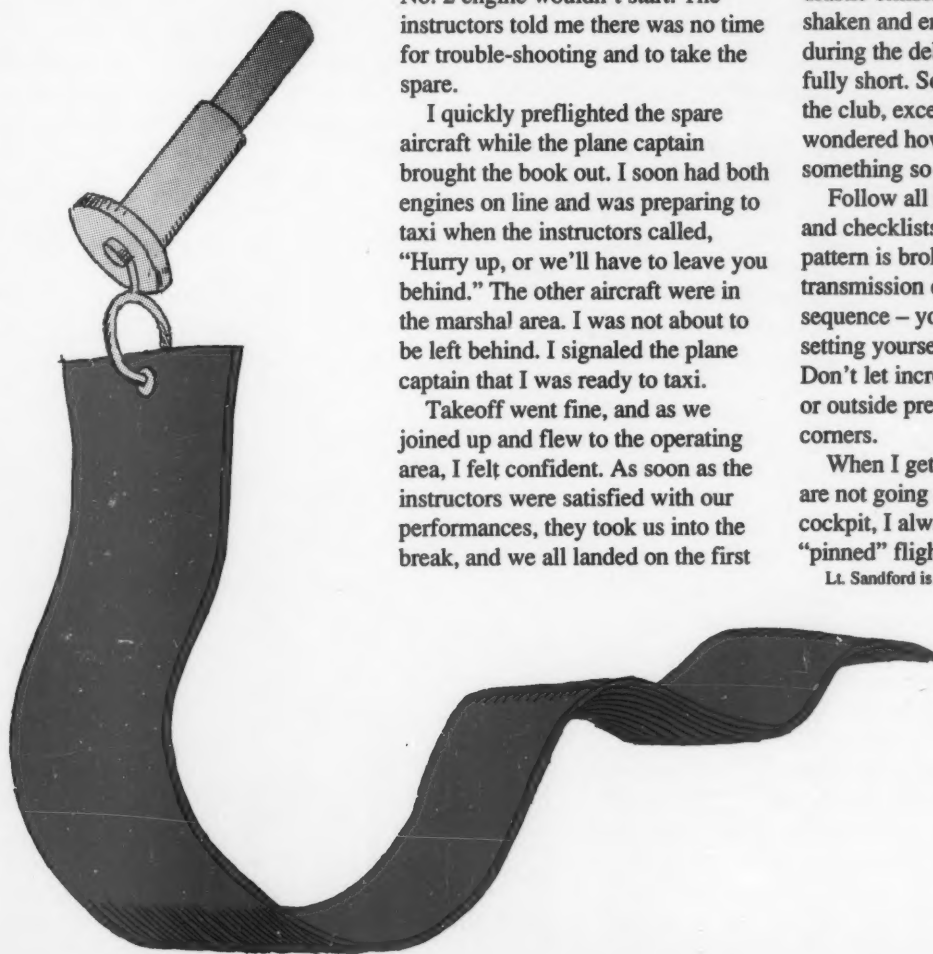 No. 2 engine wouldn't start. The
instructors told me there was no time
for trouble-shooting and to take the
spare.
I quickly preflighted the spare
aircraft while the plane captain
brought the book out. I soon had both
engines on line and was preparing to
taxi when the instructors called,
“Hurry up, or we'll have to leave you
behind.” The other aircraft were in
the marshal area. I was not about to
be left behind. I signaled the plane
captain that I was ready to taxi.
Takeoff went fine, and as we
joined up and flew to the operating
area, I felt confident. As soon as the
instructors were satisfied with our
performances, they took us into the
break, and we all landed on the first
shaken and e
during the de
fully short. S
the club, exce
wondered ho
something so
Follow all
and checklists
pattern is brol
transmission
sequence – yo
setting yourse
Don't let incr
or outside pre
corners.
When I get
are not going
cockpit, I alw
“pinned” fligh
Lt. Sandford is